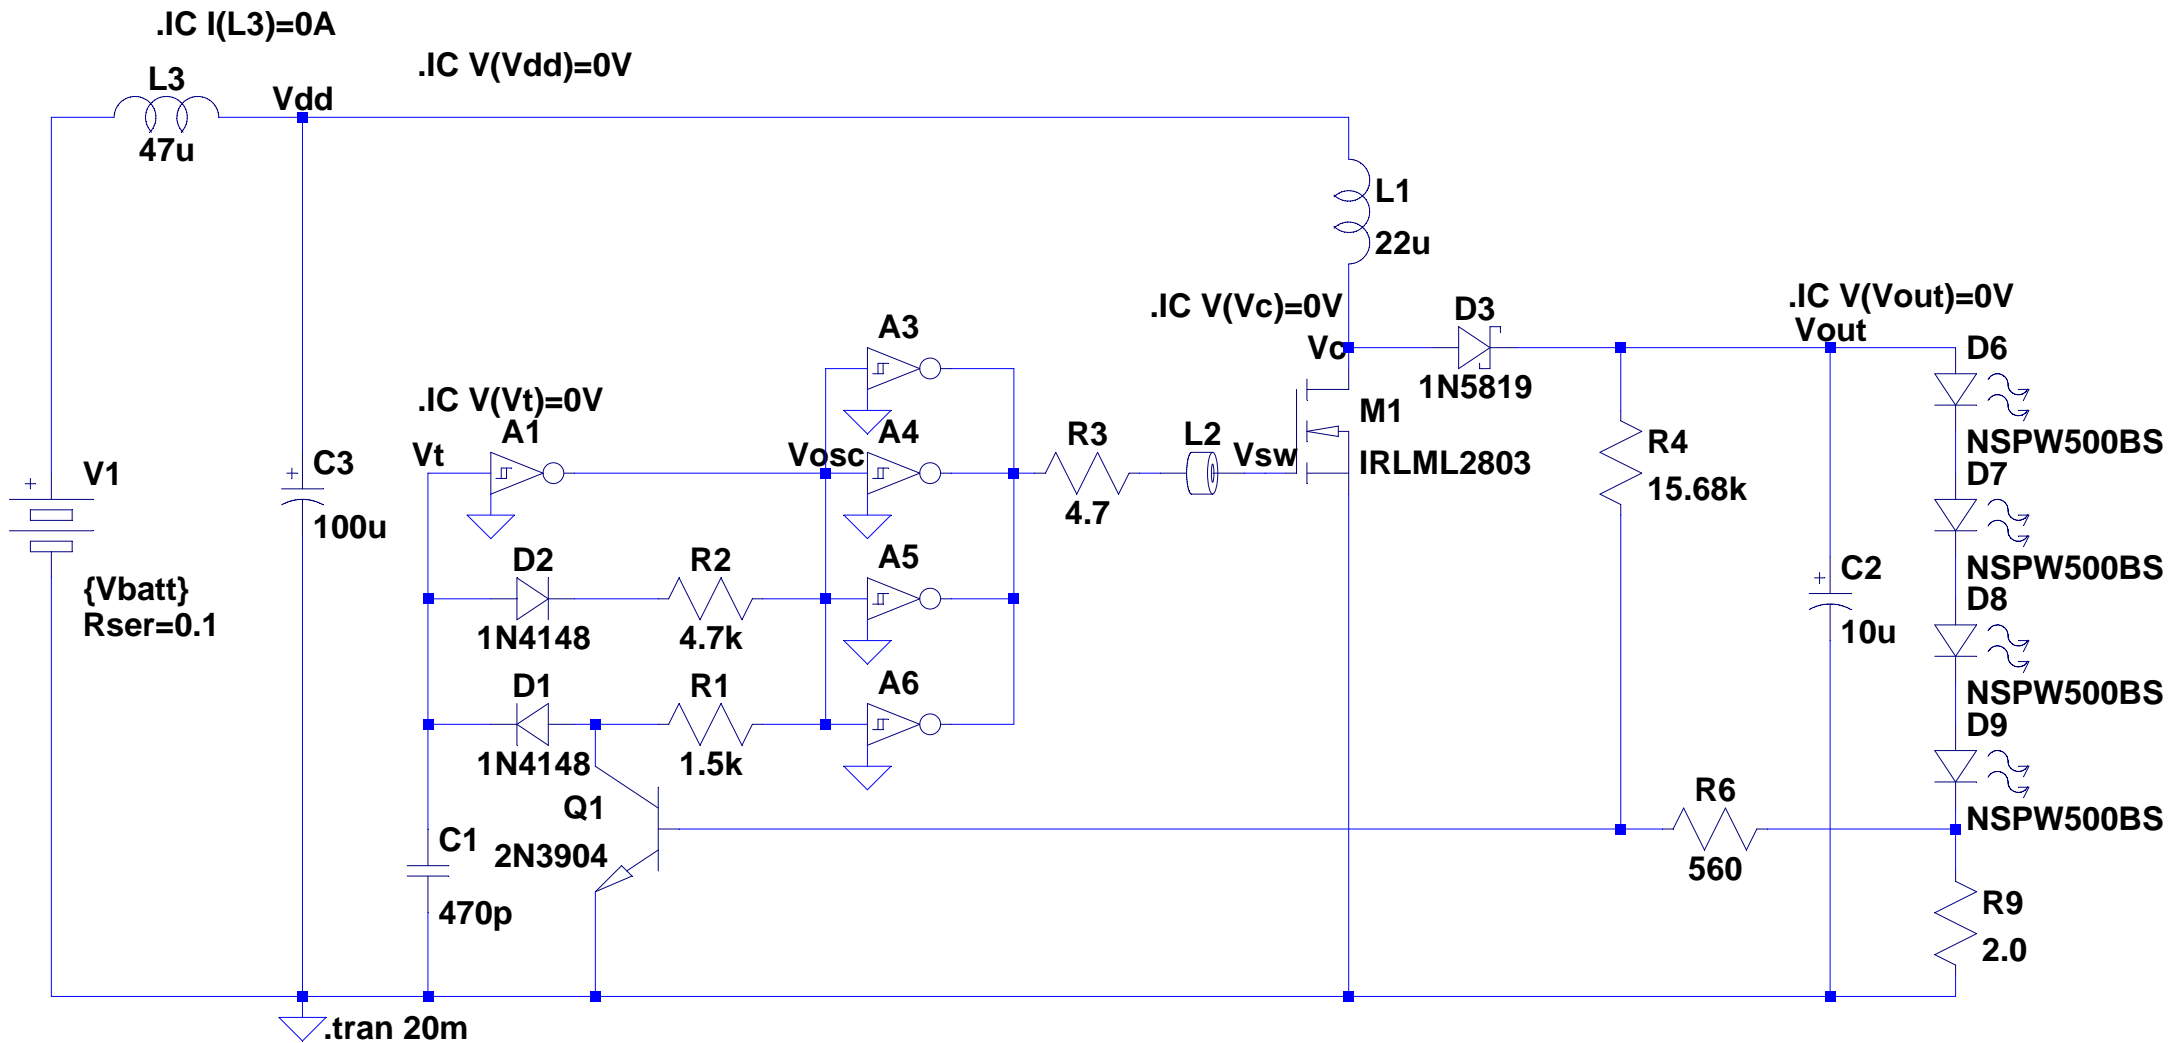 .IC I(L3)=0A
.IC V(Vdd)=0V
L3
Vdd
47u
L1
22u
.IC V(Vc)=0V
D3
.IC V(Vout)=0V
Vout
A3
Vc
D6
1N5819
.IC V(Vt)=0V
A1
A4
M1
R3
L2
R4
NSPW500BS
Vt
Vosc
Vsw
IRLML2803
V1
C3
D7
15.68k
4.7
100u
D2
R2
A5
C2
NSPW500BS
{Vbatt}
D8
Rser=0.1
1N4148
4.7k
10u
D1
R1
A6
NSPW500BS
D9
1N4148
1.5k
R6
Q1
NSPW500BS
C1
2N3904
560
470p
R9
2.0
.tran 20m